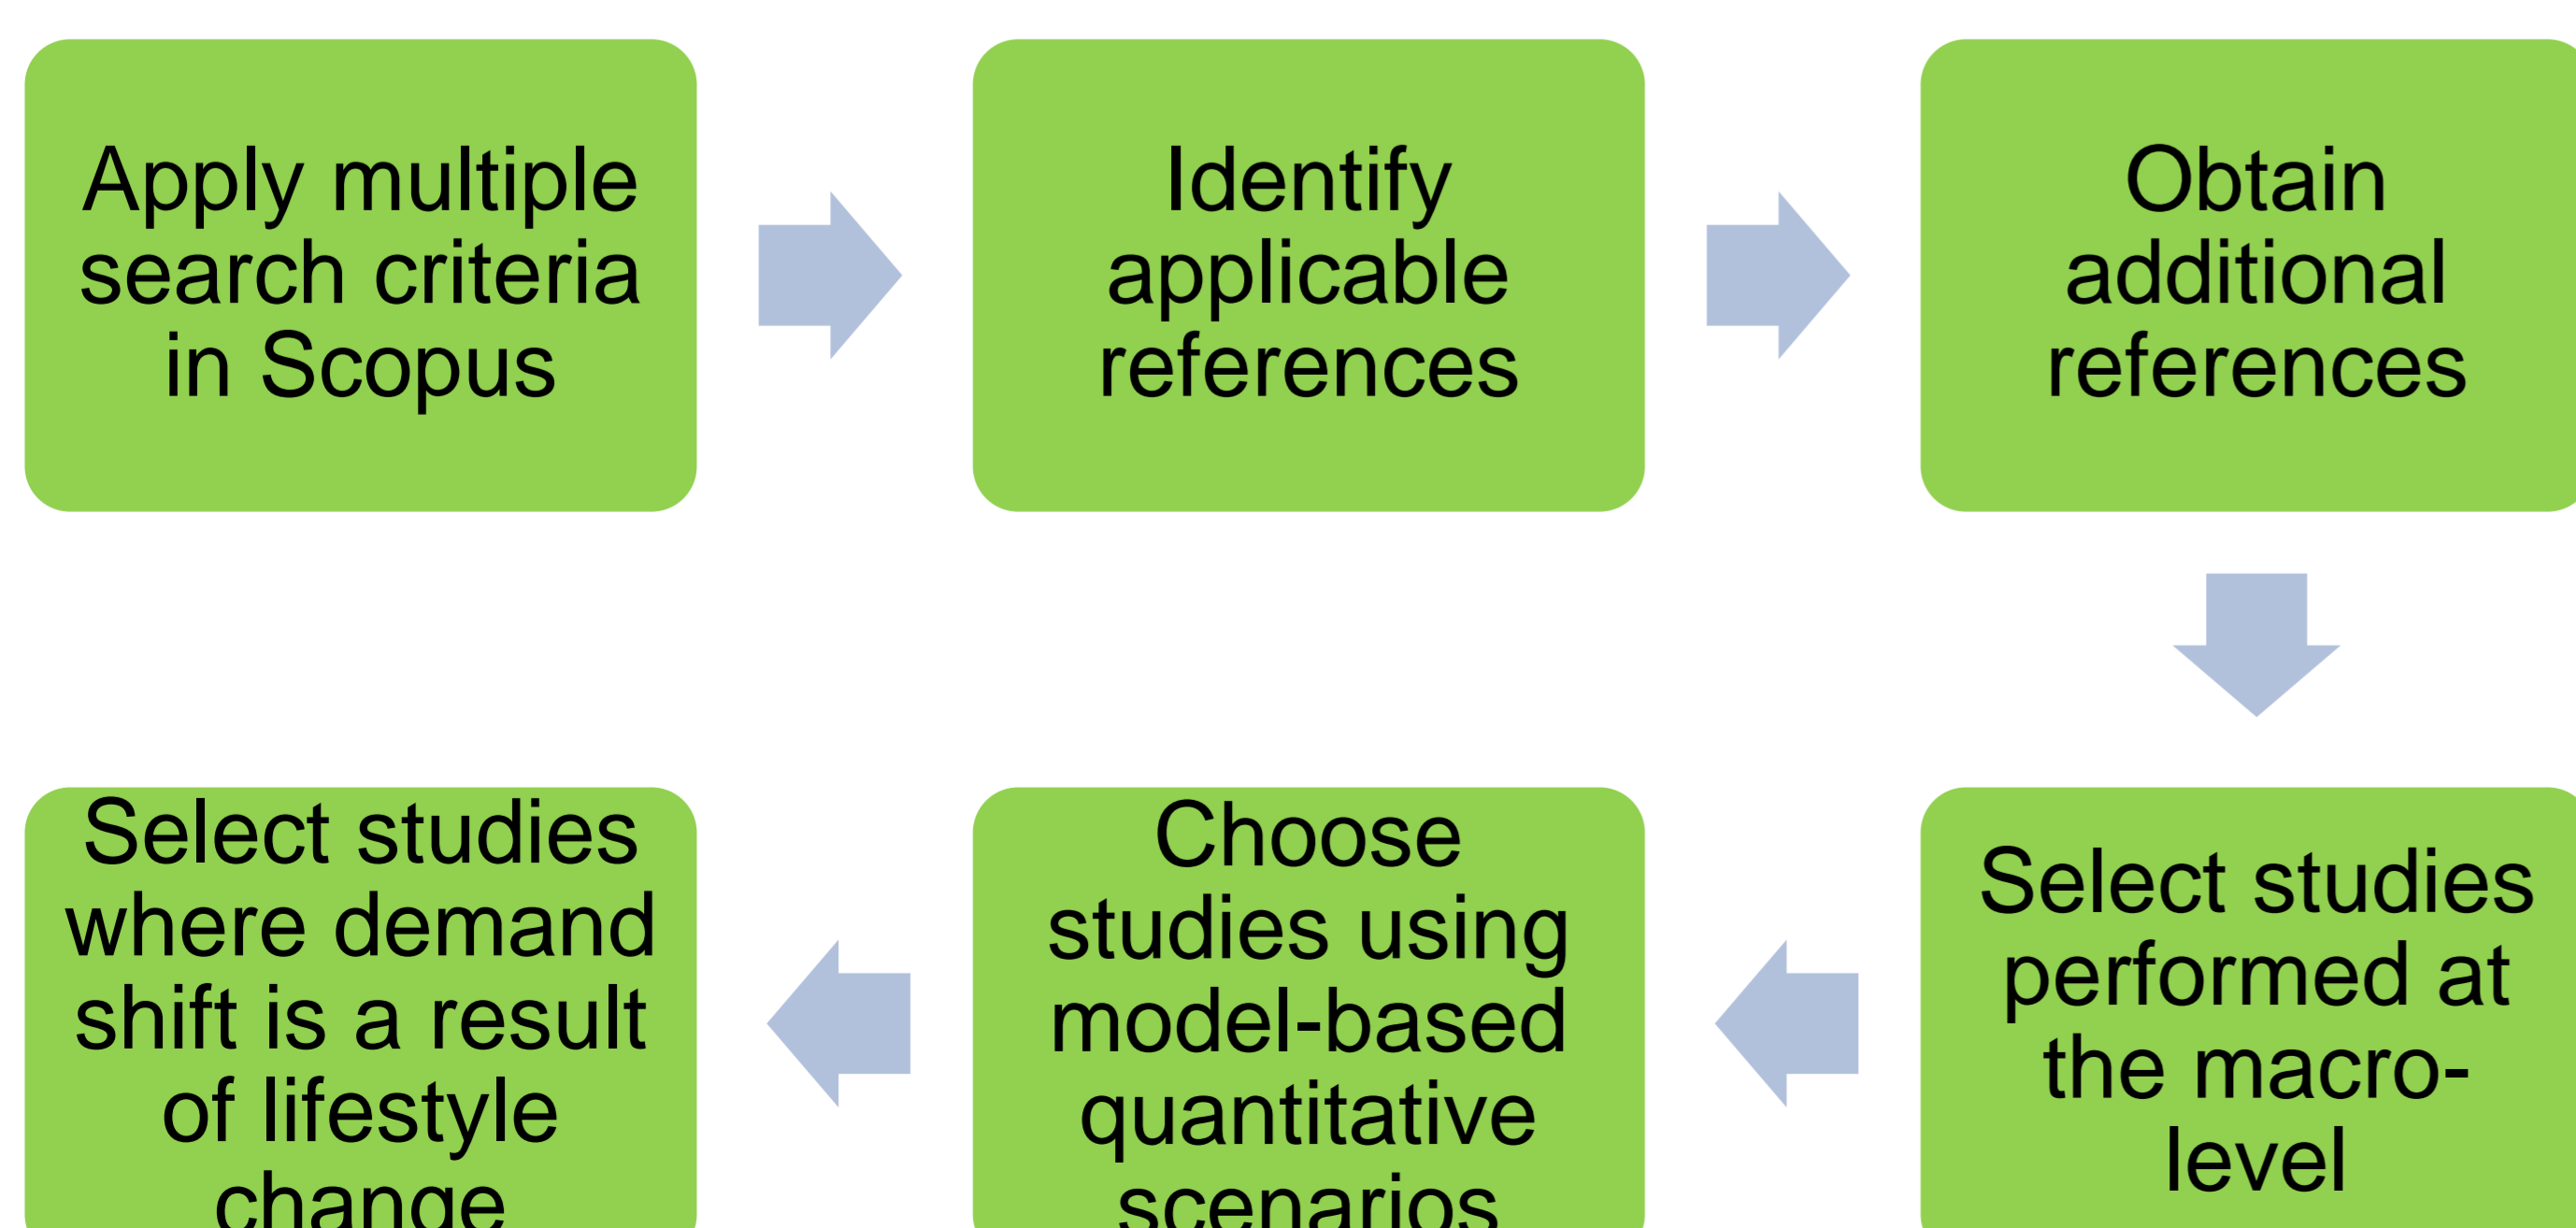 Apply multiple
search criteria
in Scopus
Identify
applicable
references
Obtain
additional
references
Select studies
performed at
the macro-
level
Choose
studies using
model-based
quantitative
scenarios
Select studies
where demand
shift is a result
of lifestyle
change